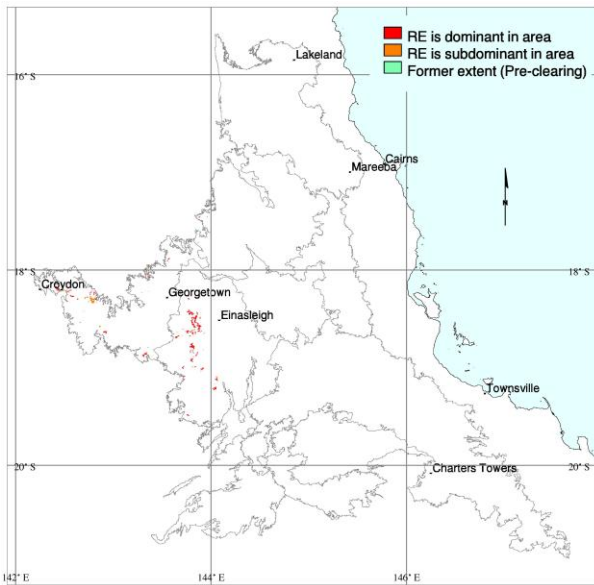 RE is dominant in area
RE is subdominant in area
Former extent (Pre-clearing)
Lakeland
16° S
Cairns
Mareeba
N
18° S
18° S
Croydon
Georgetown
Einasleigh
Townsville
20° S
20° S
Charters Towers
142° E
144° E
146° E